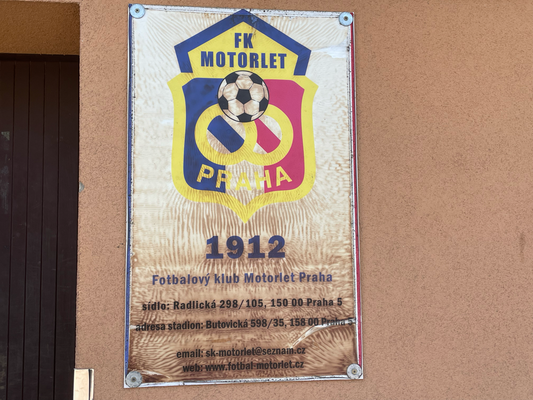 FK
MOTORLET
PRAHA
1912
Fotbalový klub Motorlet Praha
sídlo: Radlická 298/105, 150 00 Praha 5
adresa stadion: Butovická 598/35, 158 00 Praha 5
email: sk-motorlet@seznam.cz
web: www.fotbal-motorlet.cz